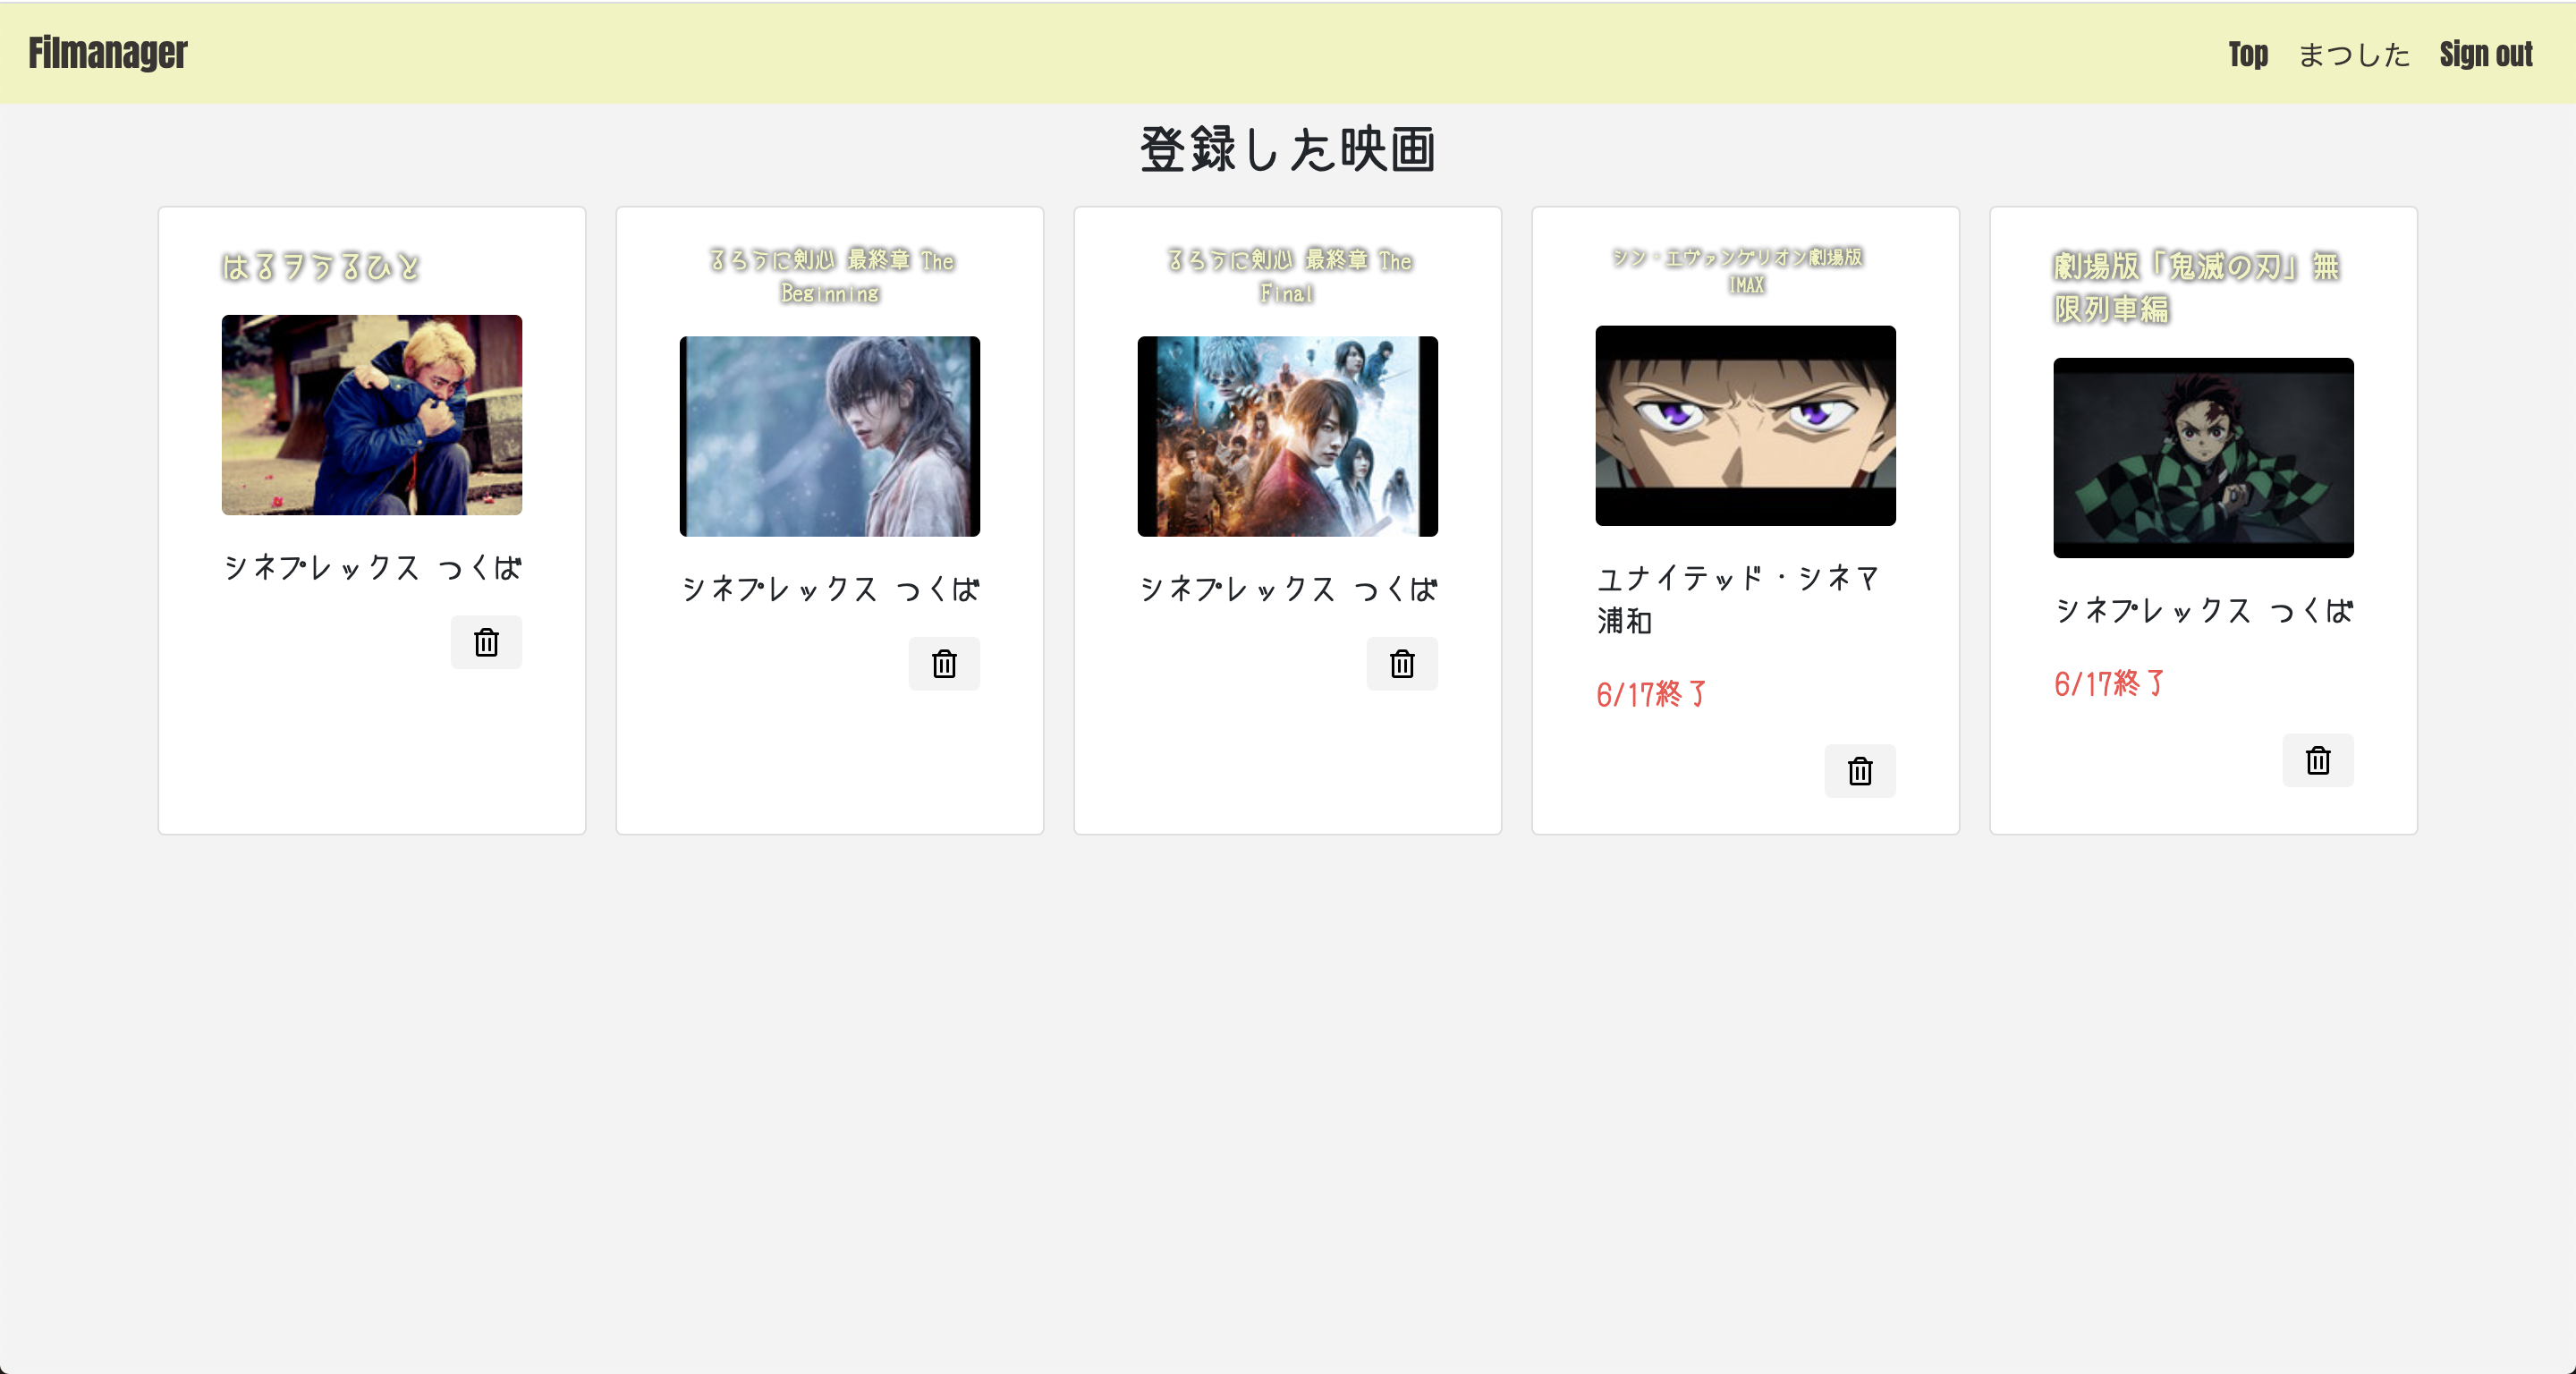 Filmanager
Top まつした Sign out
登録した映画
はるヲうるひと
シネプレックス つくば
るろうに剣心 最終章 The
Beginning
シネプレックス つくば
るろうに剣心 最終章 The
Final
シネプレックス つくば
シン・エヴァンゲリオン劇場版
IMAX
ユナイテッド・シネマ
浦和
6/17終了
劇場版「鬼滅の刃」無
限列車編
シネプレックス つくば
6/17終了